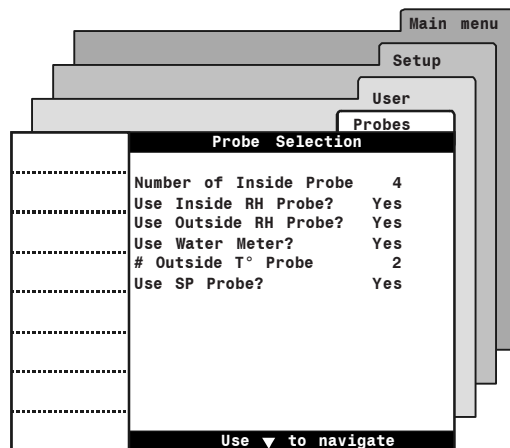 Main menu
Setup
User
Probes
Probe Selection
Number of Inside Probe 4
Use Inside RH Probe? Yes
Use Outside RH Probe? Yes
Use Water Meter? Yes
# Outside T° Probe 2
Use SP Probe? Yes
Use ▼ to navigate